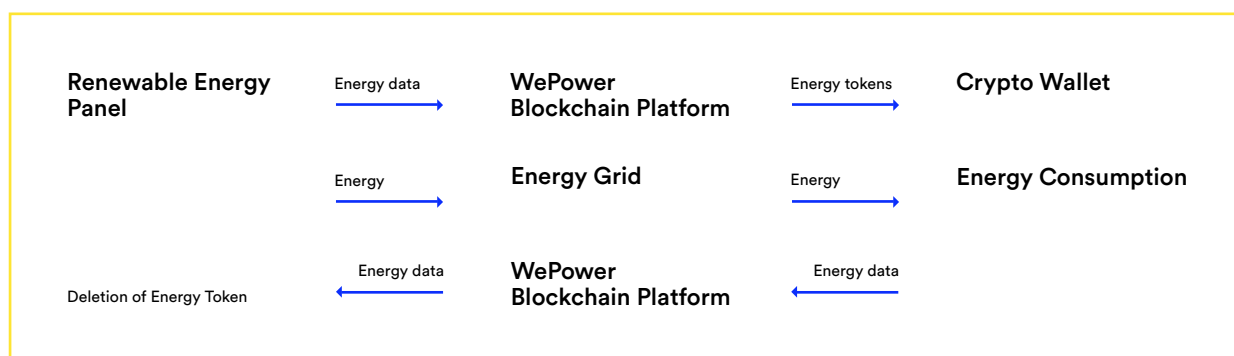 Renewable Energy
Panel
Energy data
WePower
Blockchain Platform
Energy tokens
Crypto Wallet
Energy
Energy Grid
Energy
Energy Consumption
Deletion of Energy Token
Energy data
WePower
Blockchain Platform
Energy data